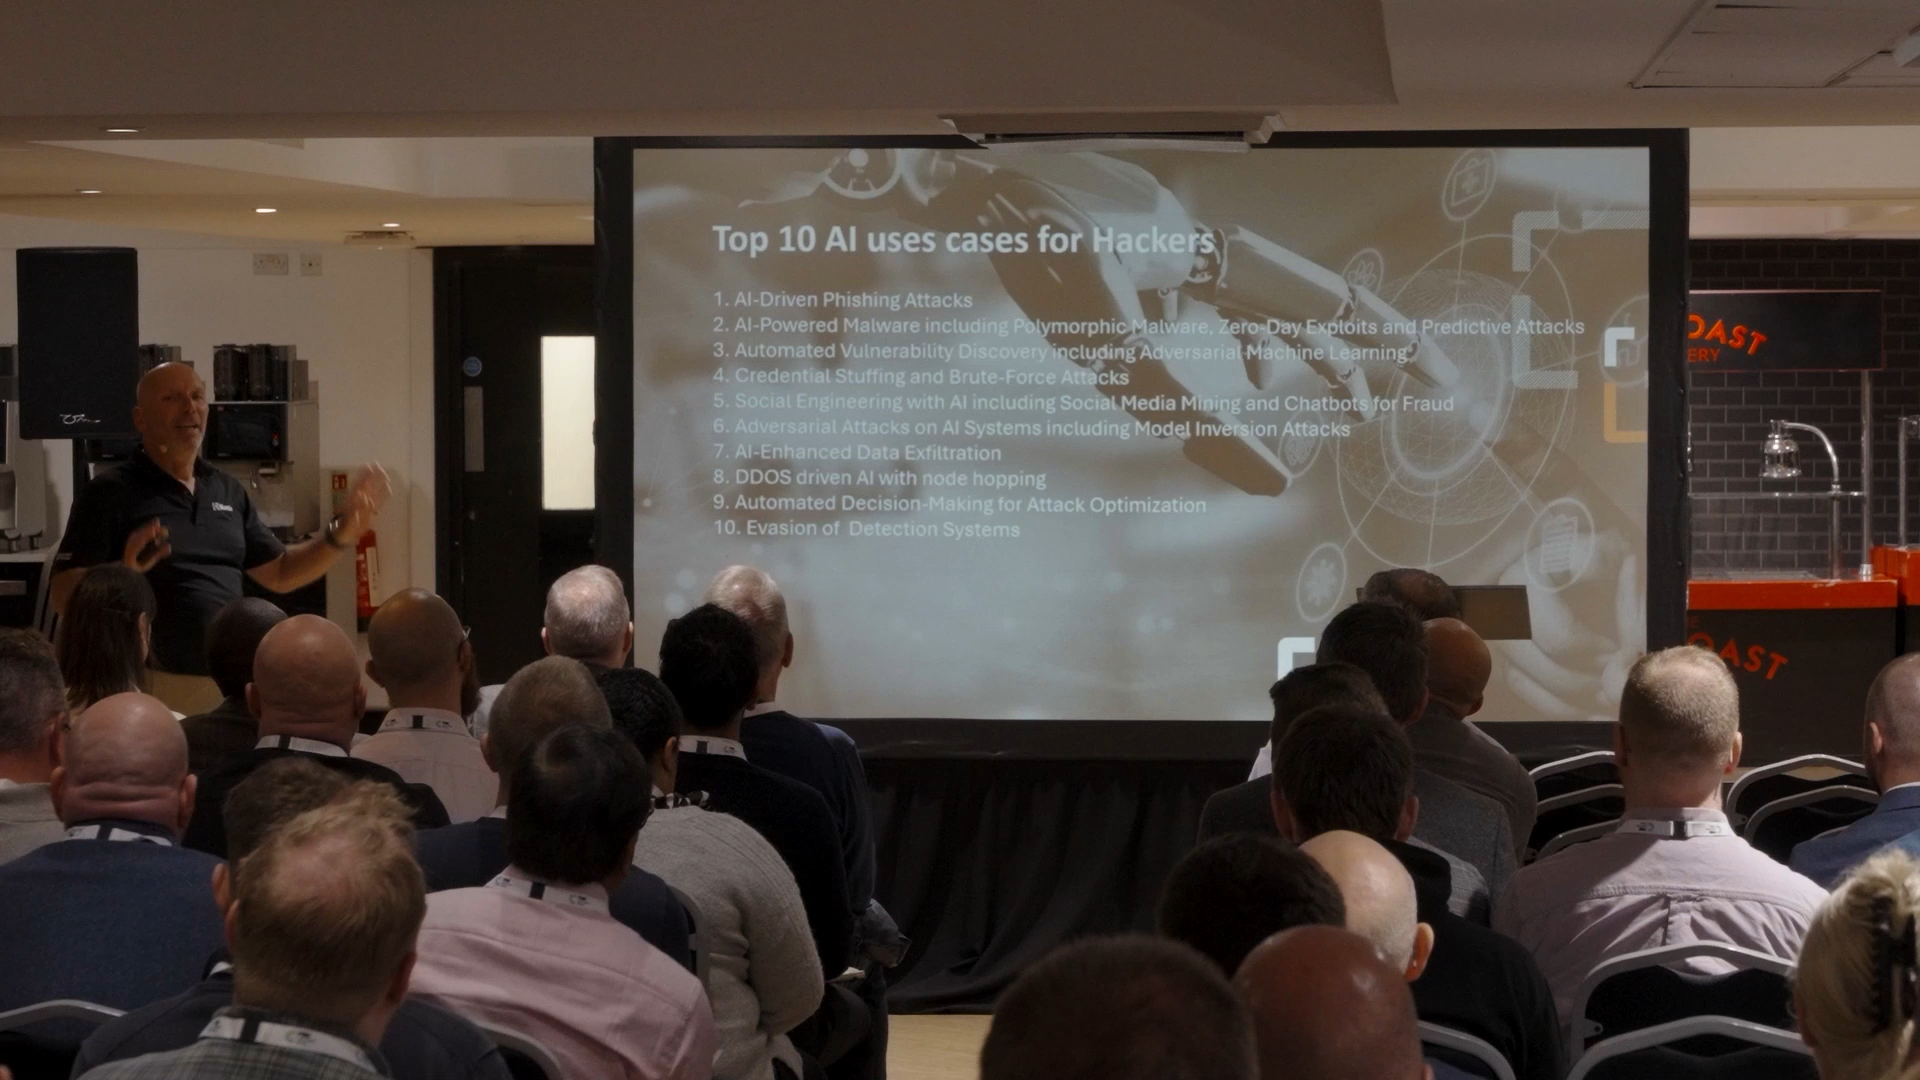 Top 10 AI uses cases for Hackers
1. AI-Driven Phishing Attacks
2. AI-Powered Malware including Polymorphic Malware, Zero-Day Exploits and Predictive Attacks
3. Automated Vulnerability Discovery including Adversarial Machine Learning
4. Credential Stuffing and Brute-Force Attacks
5. Social Engineering with AI including Social Media Mining and Chatbots for Fraud
6. Adversarial Attacks on AI Systems including Model Inversion Attacks
7. AI-Enhanced Data Exfiltration
8. DDOS driven AI with node hopping
9. Automated Decision-Making for Attack Optimization
10. Evasion of Detection Systems
OAST
ERY
OAST